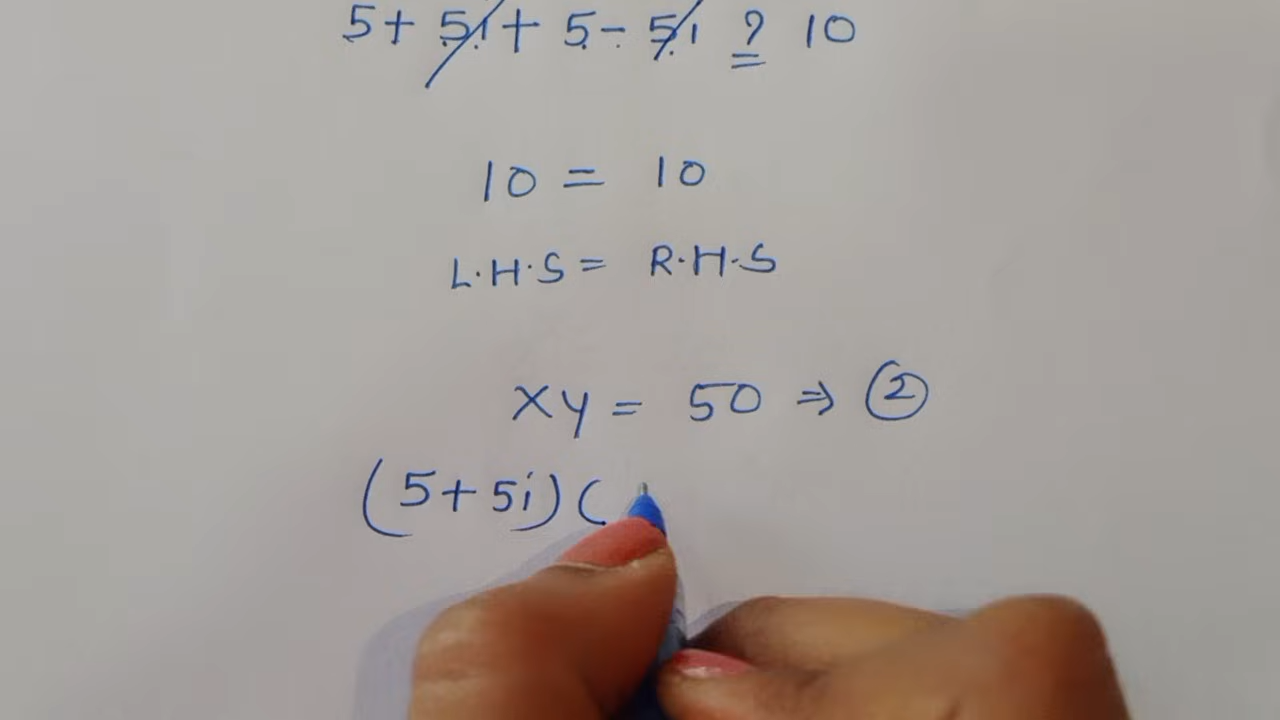 5 + 5i + 5 - 5i ?= 10
10 = 10
L.H.S = R.H.S
xy = 50 ⇒ ②
(5 + 5i) (